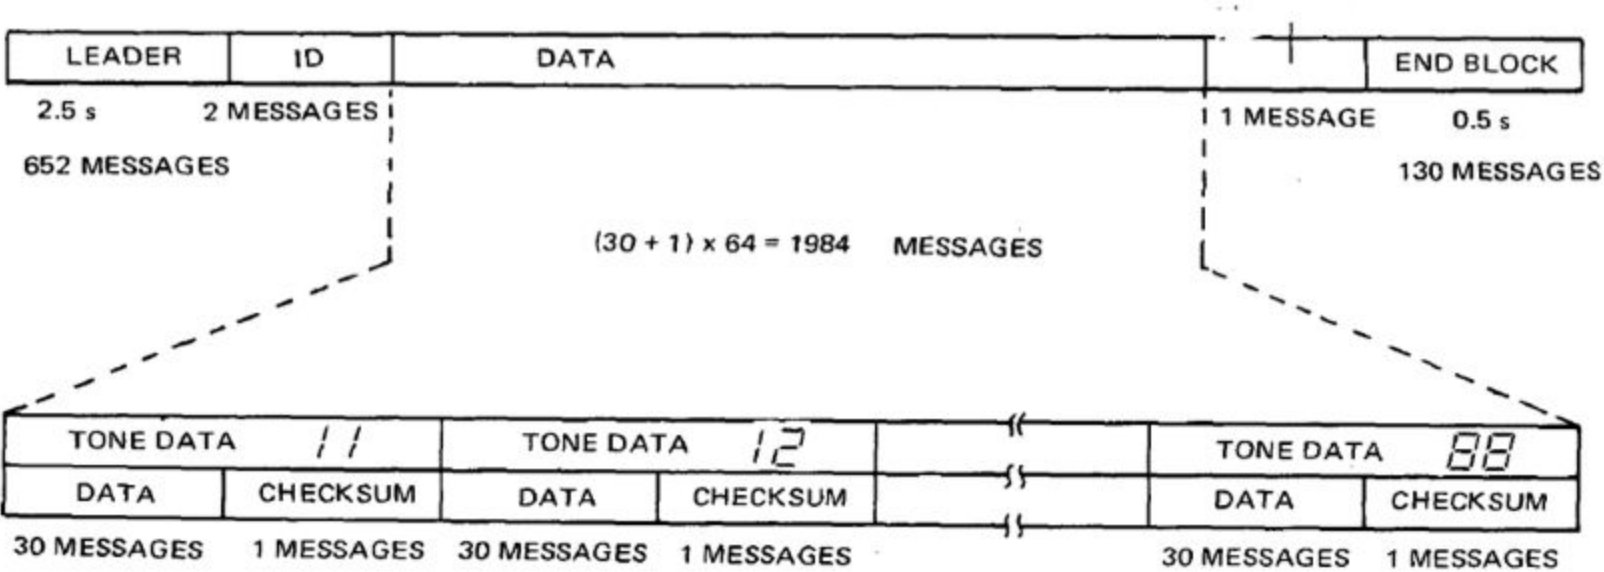 LEADER ID DATA END BLOCK
2.5 s 2 MESSAGES 1 MESSAGE 0.5 s
652 MESSAGES 130 MESSAGES
(30 + 1) x 64 = 1984 MESSAGES
TONE DATA 11 TONE DATA 12 TONE DATA 88
DATA CHECKSUM DATA CHECKSUM DATA CHECKSUM
30 MESSAGES 1 MESSAGES 30 MESSAGES 1 MESSAGES 30 MESSAGES 1 MESSAGES